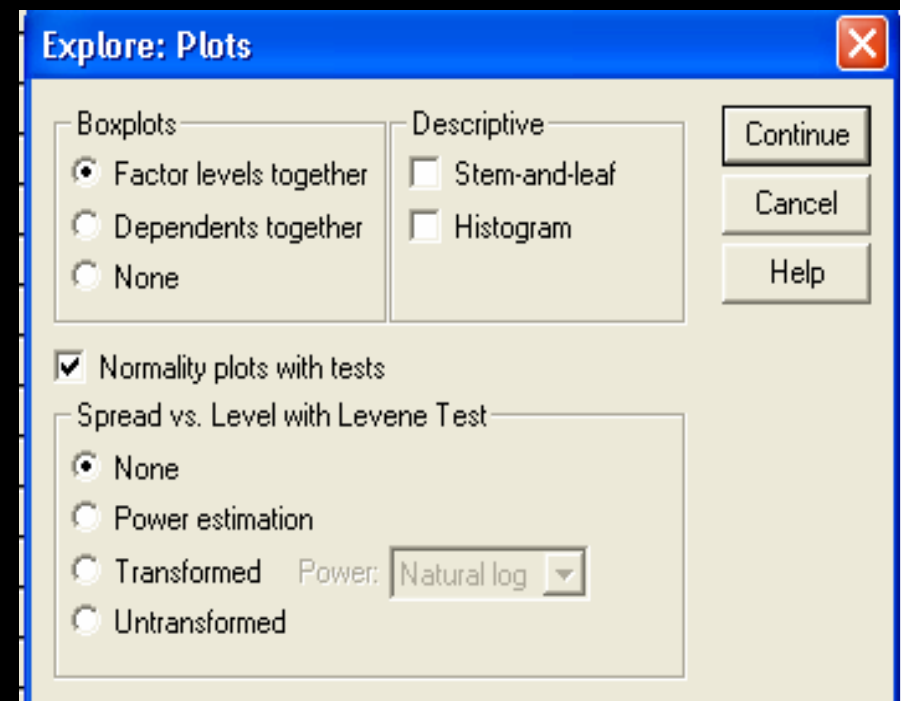 Explore: Plots
Boxplots
Factor levels together
Dependents together
None
Descriptive
Stem-and-leaf
Histogram
Continue
Cancel
Help
Normality plots with tests
Spread vs. Level with Levene Test
None
Power estimation
Transformed Power: Natural log
Untransformed